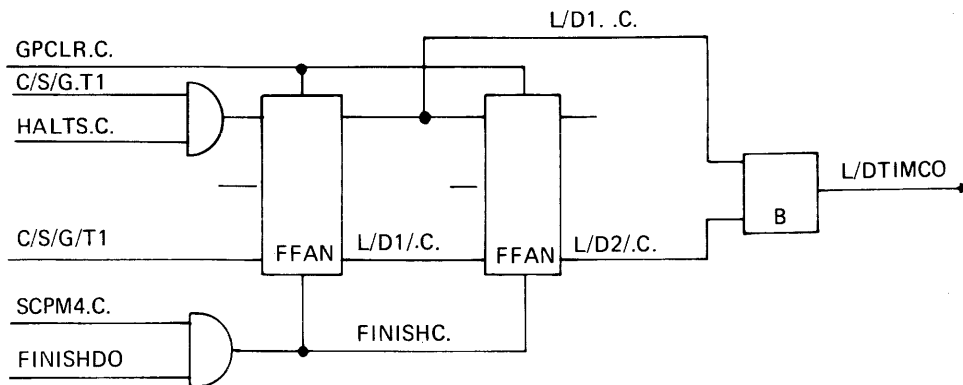 L/D1. .C.
GPCLR.C.
C/S/G.T1
HALTS.C.
L/DTIMCO
B
C/S/G/T1
FFAN
L/D1/.C.
FFAN
L/D2/.C.
SCPM4.C.
FINISHC.
FINISHDO